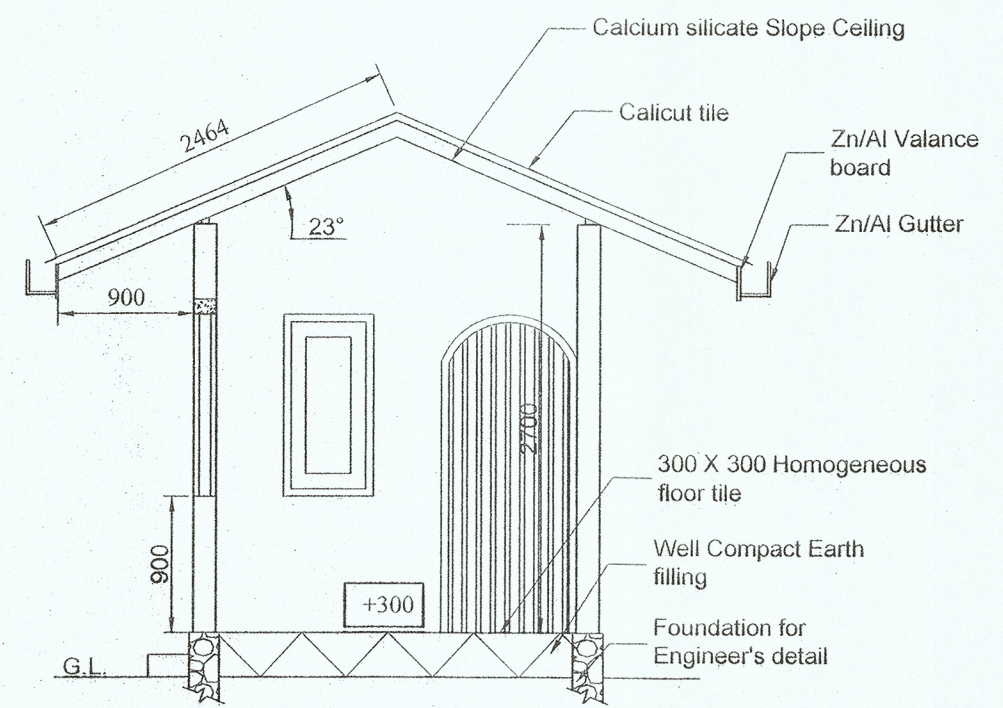 Calcium silicate Slope Ceiling
2464
Calicut tile
Zn/Al Valance
board
23°
Zn/Al Gutter
900
2700
300 X 300 Homogeneous
floor tile
900
Well Compact Earth
filling
+300
Foundation for
Engineer's detail
G.L.